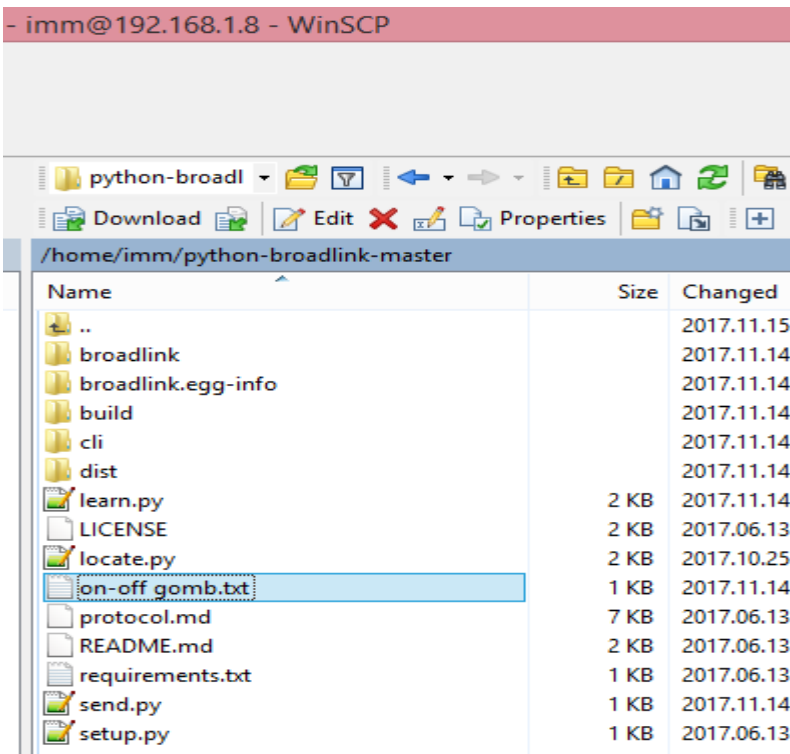 - imm@192.168.1.8 - WinSCP
python-broadl
Download Edit Properties
/home/imm/python-broadlink-master
Name Size Changed
.. 2017.11.15
broadlink 2017.11.14
broadlink.egg-info 2017.11.14
build 2017.11.14
cli 2017.11.14
dist 2017.11.14
learn.py 2 KB 2017.11.14
LICENSE 2 KB 2017.06.13
locate.py 2 KB 2017.10.25
on-off gomb.txt 1 KB 2017.11.14
protocol.md 7 KB 2017.06.13
README.md 2 KB 2017.06.13
requirements.txt 1 KB 2017.06.13
send.py 1 KB 2017.11.14
setup.py 1 KB 2017.06.13